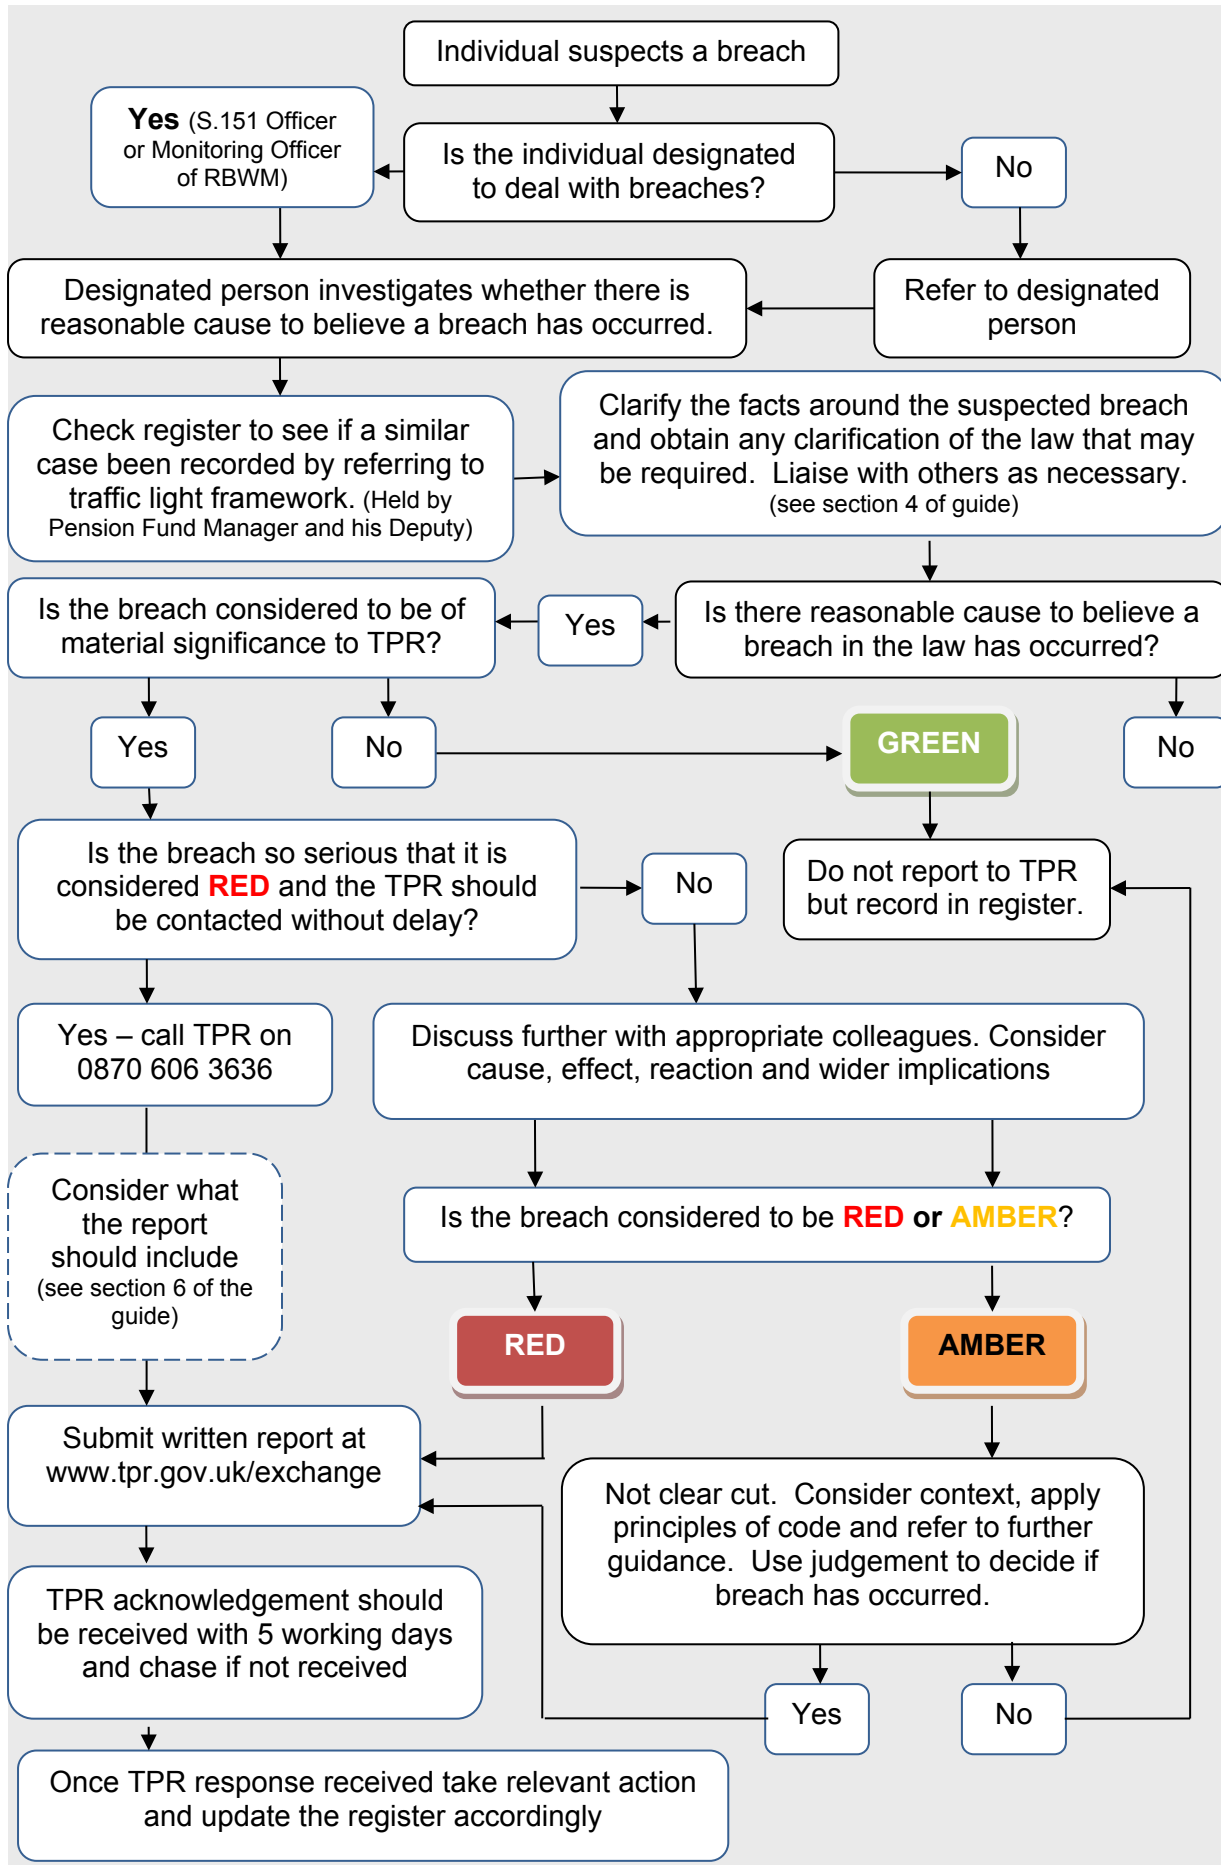 Individual suspects a breach
Yes (S.151 Officer
or Monitoring Officer
of RBWM)
Is the individual designated
to deal with breaches?
No
Designated person investigates whether there is
reasonable cause to believe a breach has occurred.
Refer to designated
person
Check register to see if a similar
case been recorded by referring to
traffic light framework. (Held by
Pension Fund Manager and his Deputy)
Clarify the facts around the suspected breach
and obtain any clarification of the law that may
be required.  Liaise with others as necessary.
(see section 4 of guide)
Is the breach considered to be of
material significance to TPR?
Yes
Is there reasonable cause to believe a
breach in the law has occurred?
Yes
No
GREEN
No
Is the breach so serious that it is
considered RED and the TPR should
be contacted without delay?
No
Do not report to TPR
but record in register.
Yes – call TPR on
0870 606 3636
Discuss further with appropriate colleagues. Consider
cause, effect, reaction and wider implications
Consider what
the report
should include
(see section 6 of the
guide)
Is the breach considered to be RED or AMBER?
RED
AMBER
Submit written report at
www.tpr.gov.uk/exchange
Not clear cut.  Consider context, apply
principles of code and refer to further
guidance.  Use judgement to decide if
breach has occurred.
TPR acknowledgement should
be received with 5 working days
and chase if not received
Yes
No
Once TPR response received take relevant action
and update the register accordingly